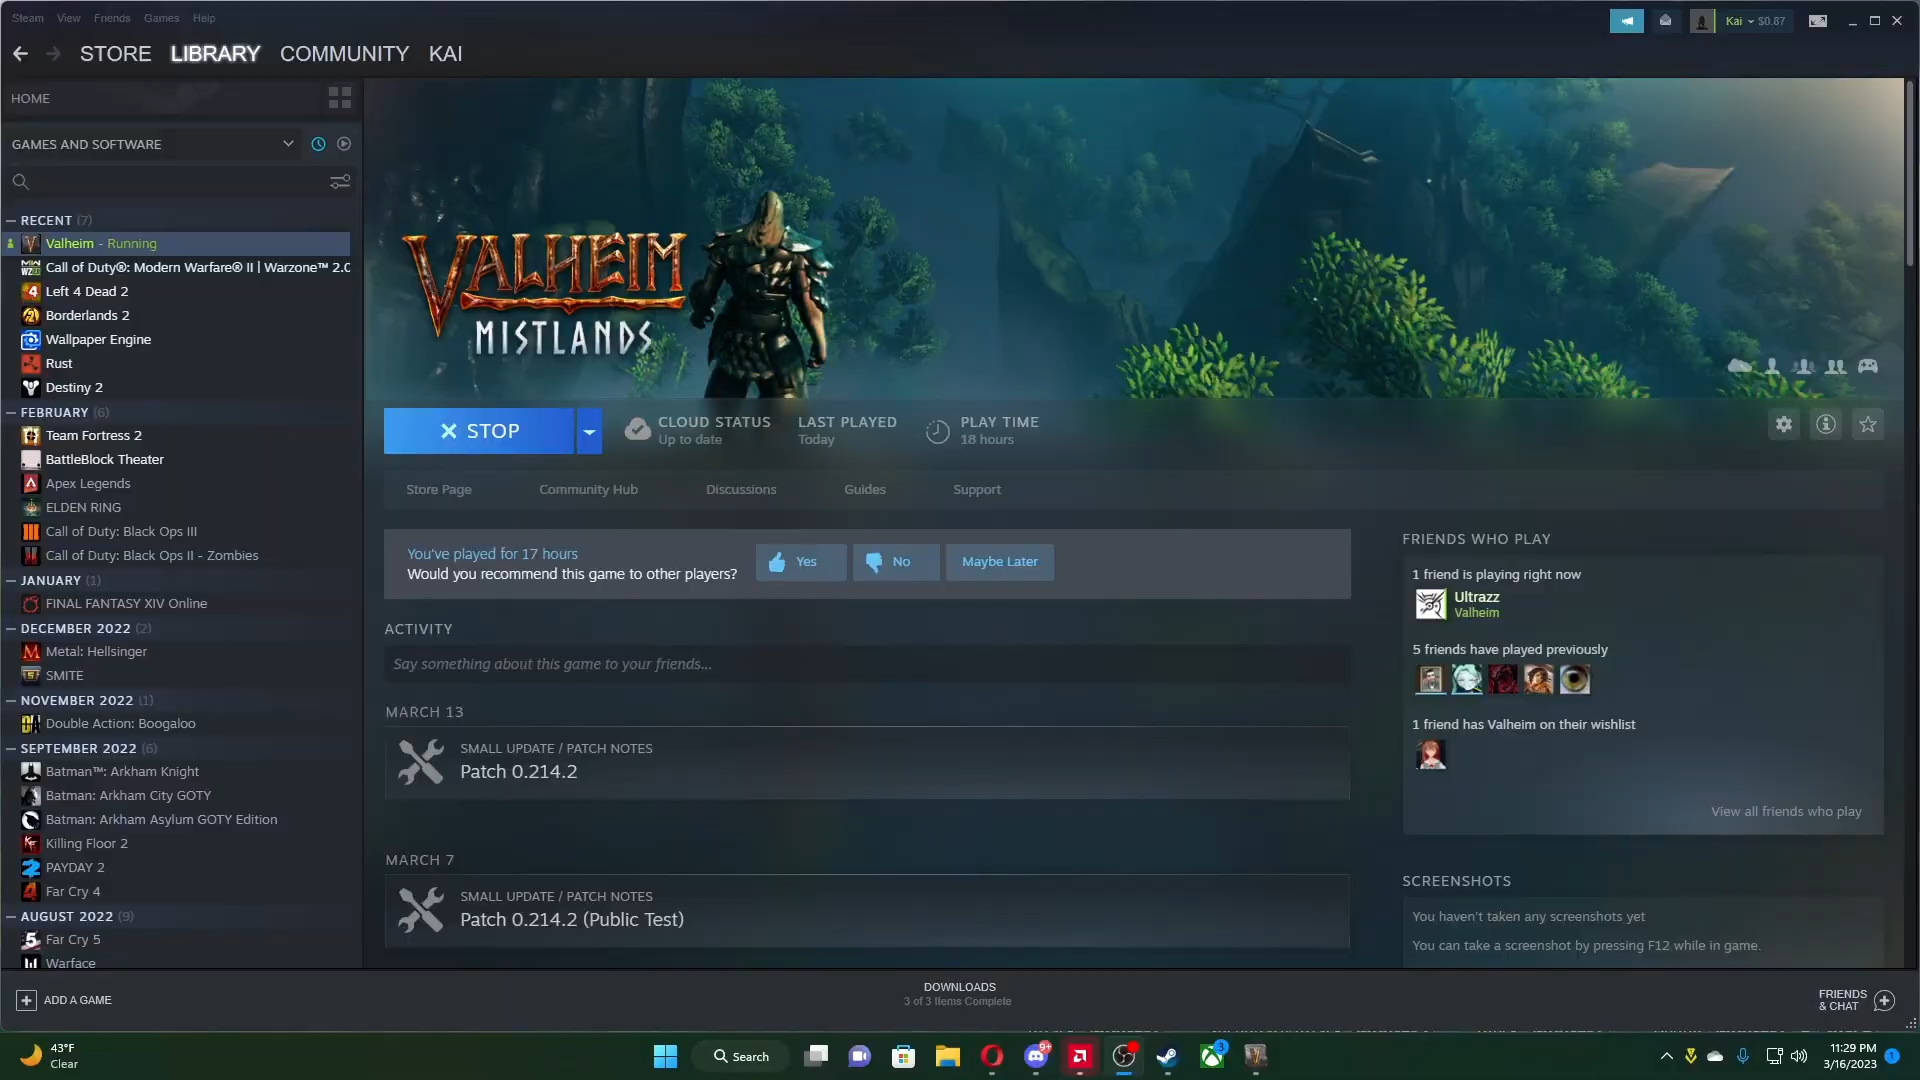 Steam View Friends Games Help
Kai $0.87
STORE LIBRARY COMMUNITY KAI
HOME
GAMES AND SOFTWARE
— RECENT (7)
Valheim - Running
Call of Duty®: Modern Warfare® II | Warzone™ 2.0
Left 4 Dead 2
Borderlands 2
Wallpaper Engine
Rust
Destiny 2
— FEBRUARY (6)
Team Fortress 2
BattleBlock Theater
Apex Legends
ELDEN RING
Call of Duty: Black Ops III
Call of Duty: Black Ops II - Zombies
— JANUARY (1)
FINAL FANTASY XIV Online
— DECEMBER 2022 (2)
Metal: Hellsinger
SMITE
— NOVEMBER 2022 (1)
Double Action: Boogaloo
— SEPTEMBER 2022 (6)
Batman™: Arkham Knight
Batman: Arkham City GOTY
Batman: Arkham Asylum GOTY Edition
Killing Floor 2
PAYDAY 2
Far Cry 4
— AUGUST 2022 (9)
Far Cry 5
Warface
ADD A GAME
VALHEIM
MISTLANDS
STOP
CLOUD STATUS
Up to date
LAST PLAYED
Today
PLAY TIME
18 hours
Store Page Community Hub Discussions Guides Support
You've played for 17 hours
Would you recommend this game to other players?
Yes No Maybe Later
ACTIVITY
Say something about this game to your friends...
MARCH 13
SMALL UPDATE / PATCH NOTES
Patch 0.214.2
MARCH 7
SMALL UPDATE / PATCH NOTES
Patch 0.214.2 (Public Test)
FRIENDS WHO PLAY
1 friend is playing right now
Ultrazz
Valheim
5 friends have played previously
1 friend has Valheim on their wishlist
View all friends who play
SCREENSHOTS
You haven't taken any screenshots yet
You can take a screenshot by pressing F12 while in game.
DOWNLOADS
3 of 3 Items Complete
FRIENDS
& CHAT
43°F
Clear
Search
9+
3
11:29 PM
3/16/2023
1